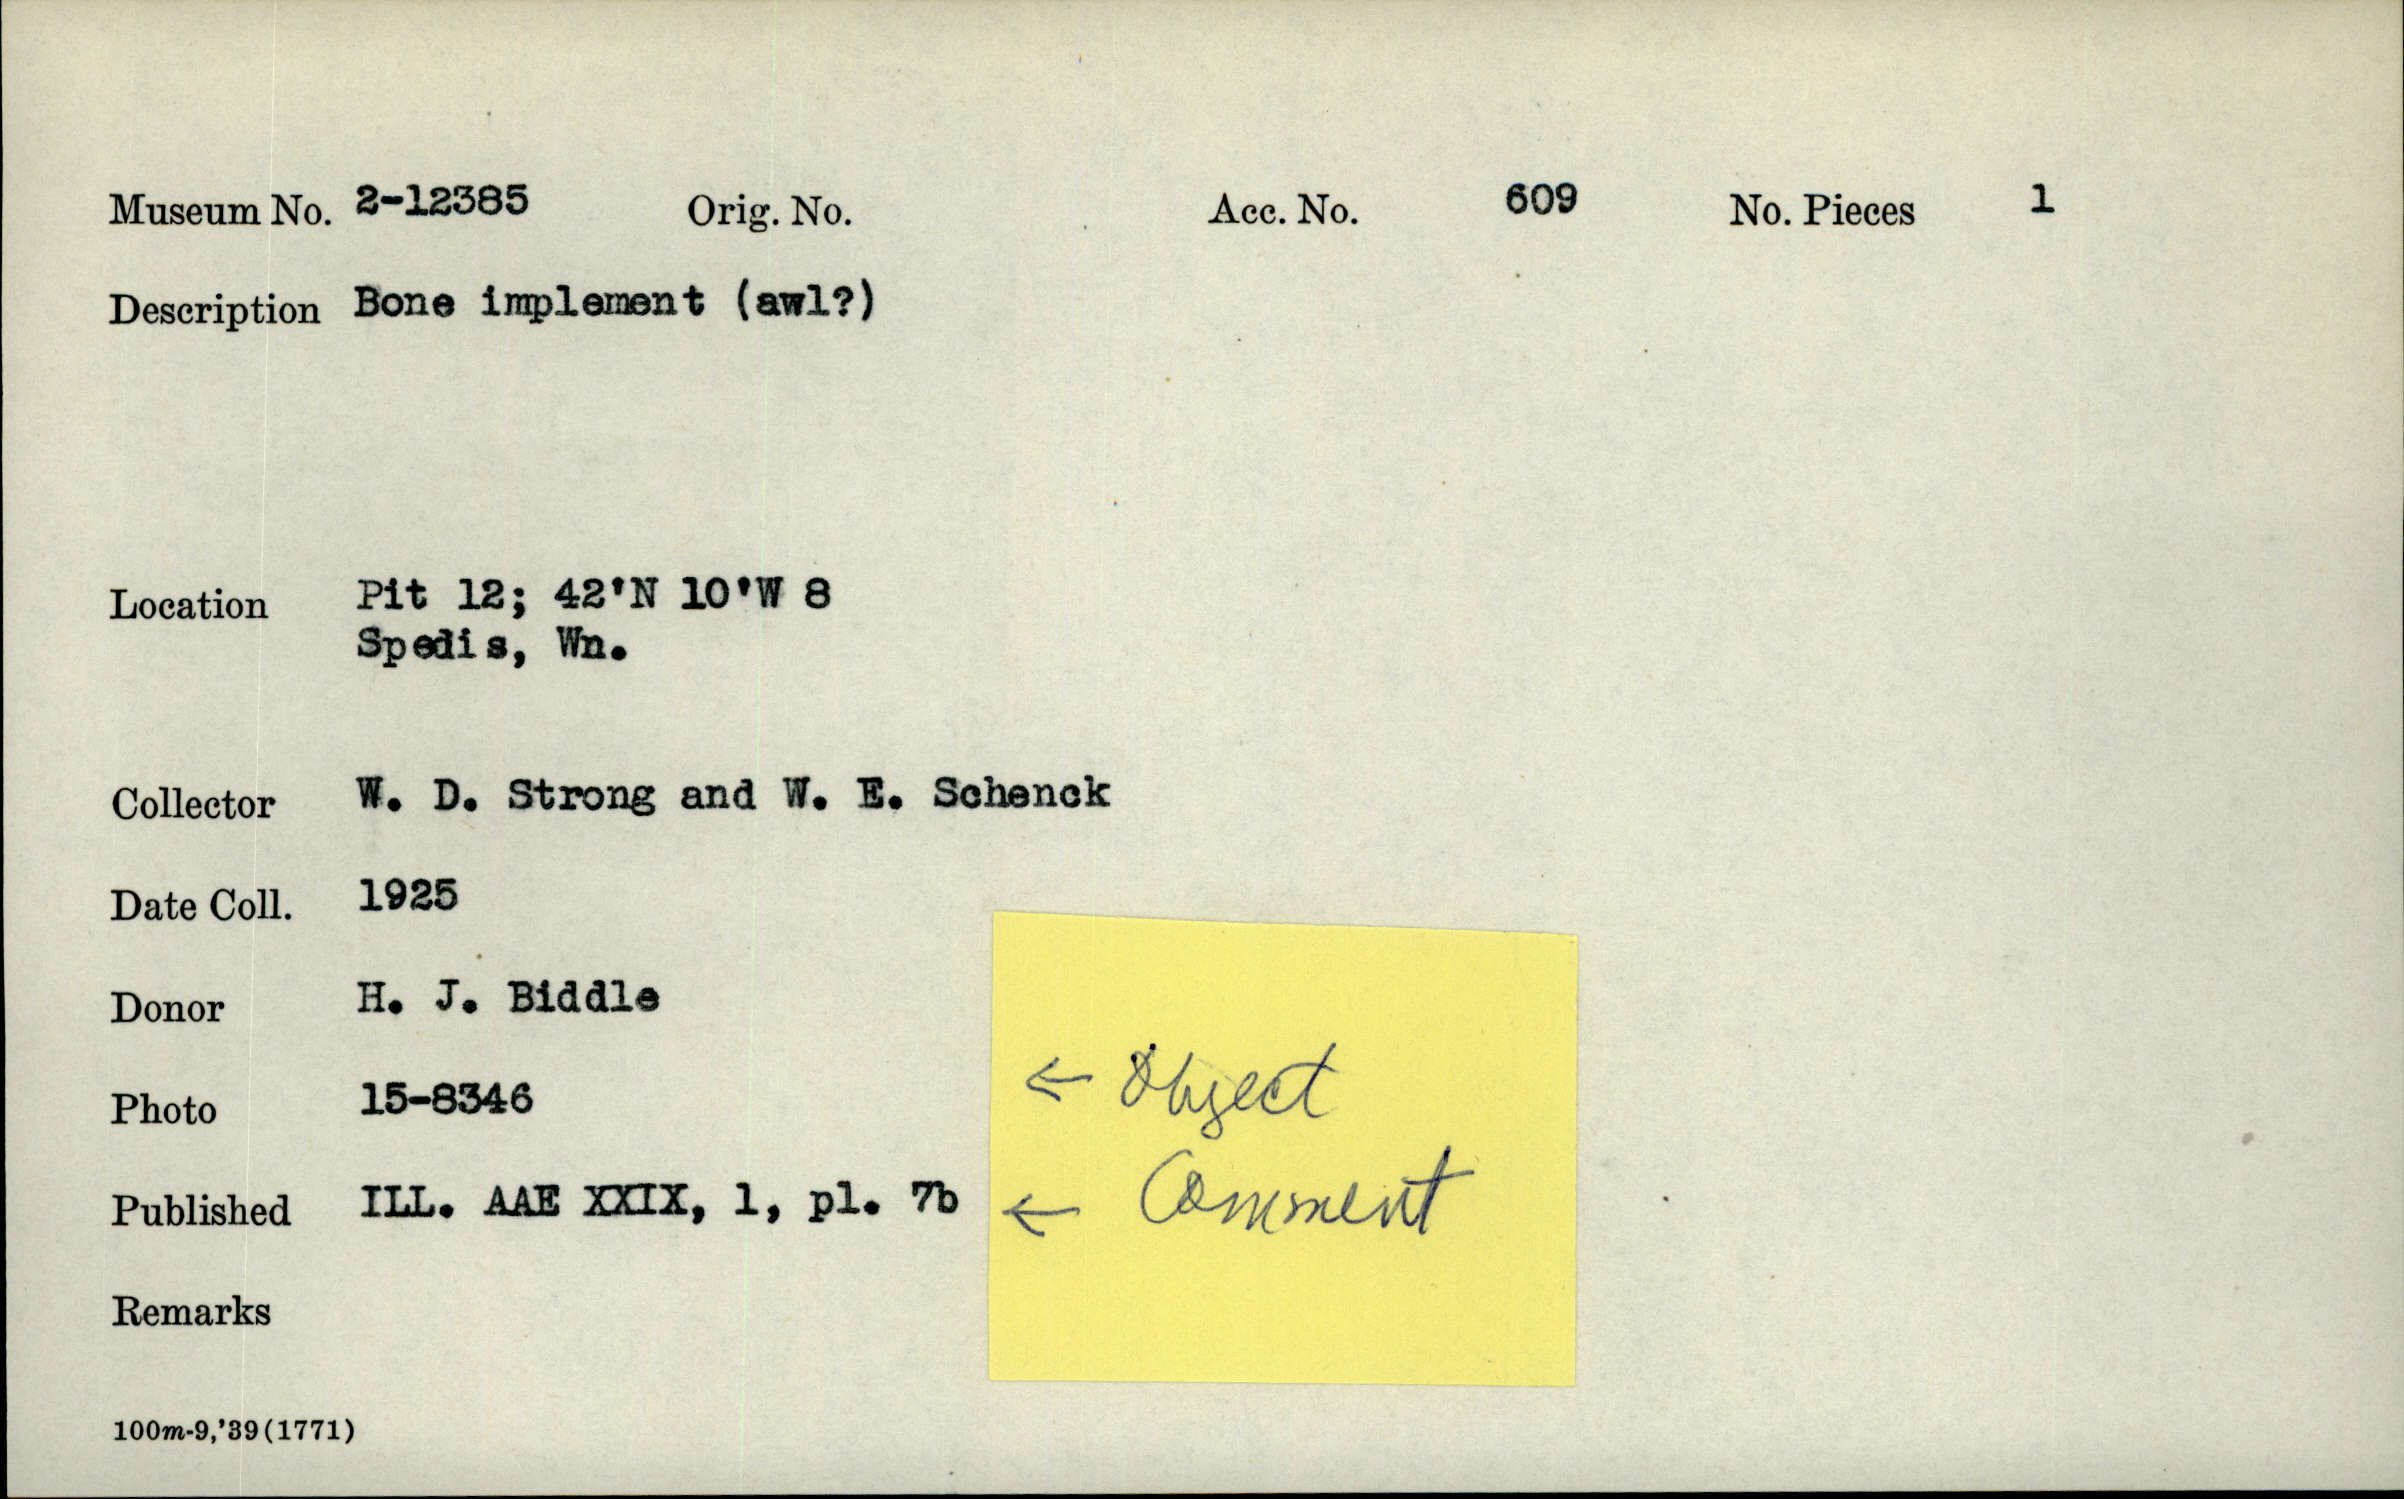 Museum No. 2-12385 Orig. No. Acc. No. 609 No. Pieces 1
Description Bone implement (awl?)
Location Pit 12; 42'N 10'W 8
Spedis, Wn.
Collector W. D. Strong and W. E. Schenck
Date Coll. 1925
Donor H. J. Biddle
Photo 15-8346
← Object
Published ILL. AAE XXIX, 1, pl. 7b
← Comment
Remarks
100m-9,'39(1771)